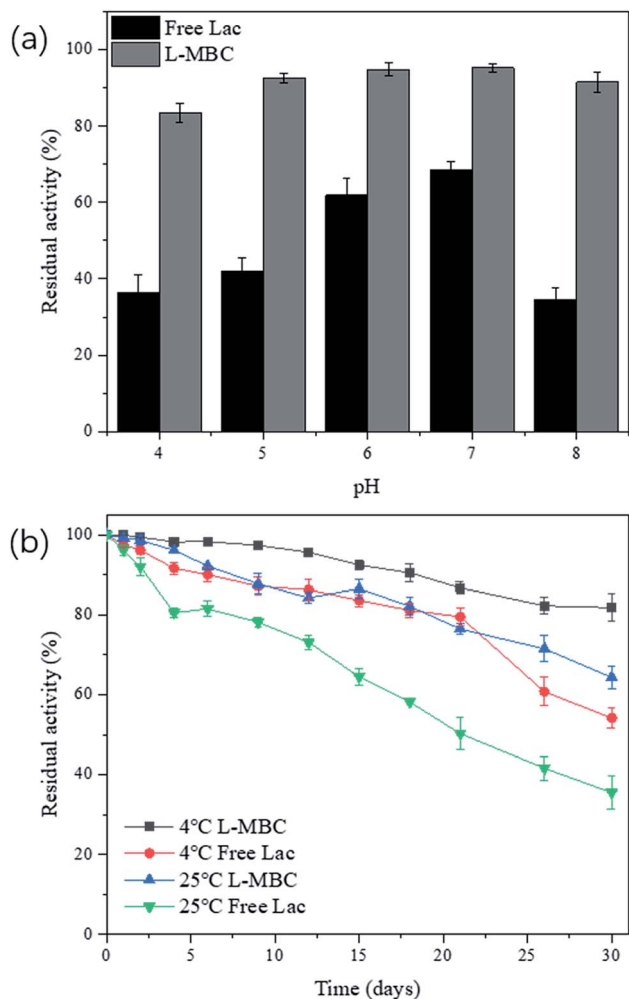 (a)
Free Lac
L-MBC
100
80
60
40
20
0
Residual activity (%)
4 5 6 7 8
pH
(b)
100
80
60
40
20
0
Residual activity (%)
4°C L-MBC
4°C Free Lac
25°C L-MBC
25°C Free Lac
0 5 10 15 20 25 30
Time (days)